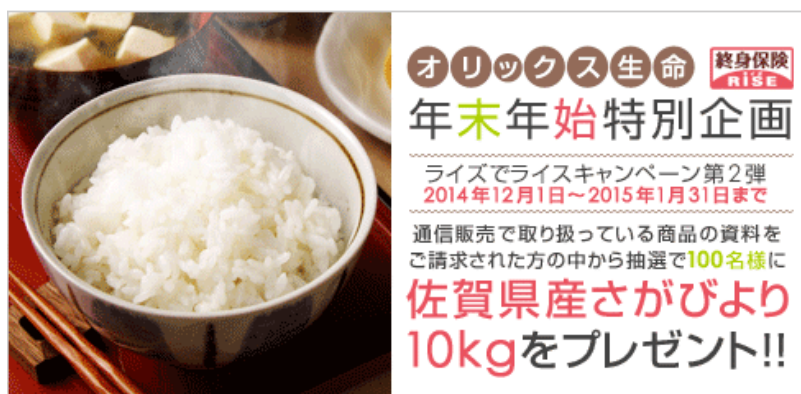 オリックス生命
終身保険
RISE
年末年始特別企画
ライズでライスキャンペーン第2弾
2014年12月1日~2015年1月31日まで
通信販売で取り扱っている商品の資料を
ご請求された方の中から抽選で100名様に
佐賀県産さがびより
10kgをプレゼント!!